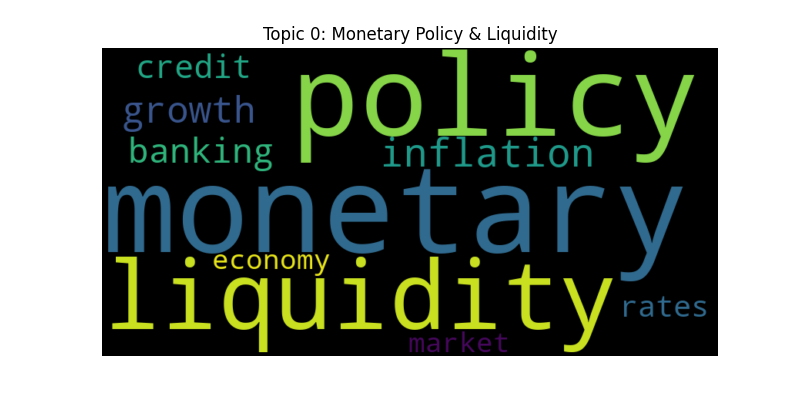 Topic 0: Monetary Policy & Liquidity
credit
policy
growth
banking
inflation
monetary
economy
liquidity
rates
market